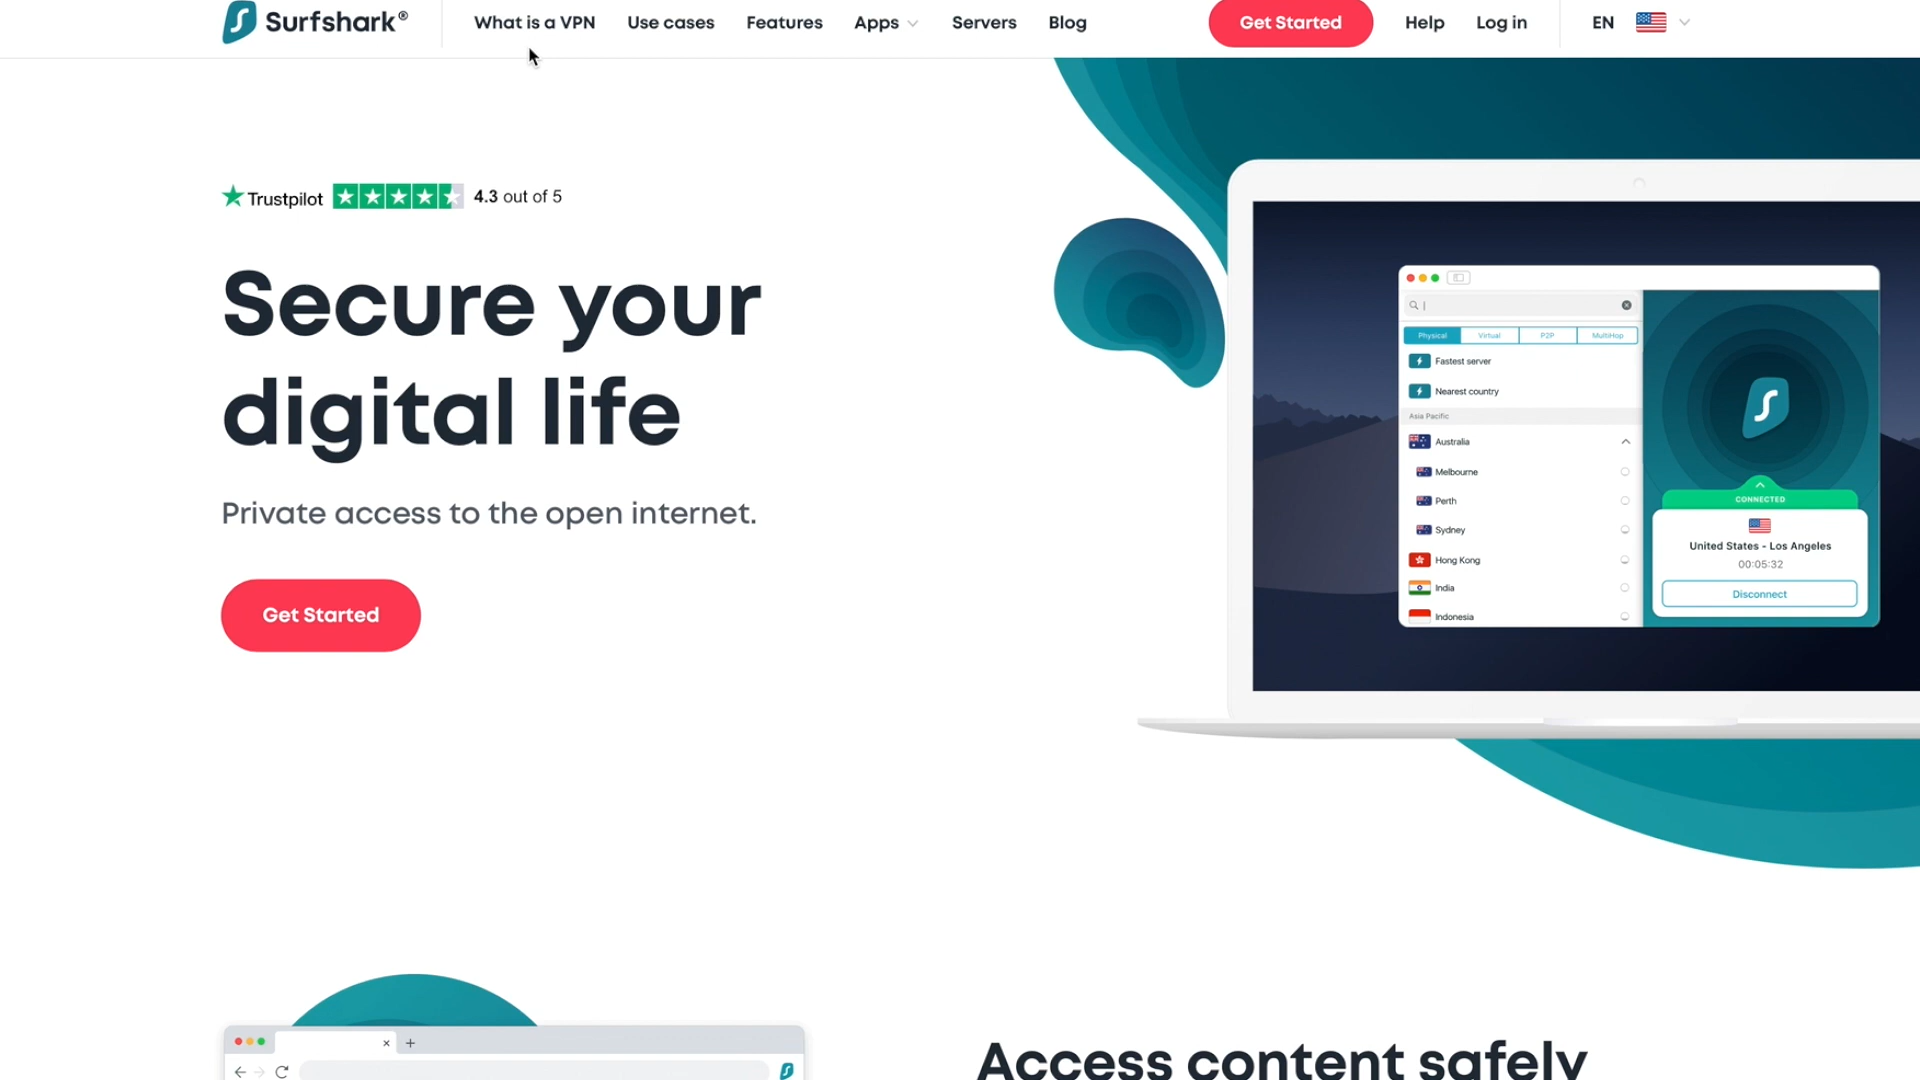 Surfshark®
What is a VPN
Use cases
Features
Apps
Servers
Blog
Get Started
Help
Log in
EN
Trustpilot
4.3 out of 5
Secure your
digital life
Private access to the open internet.
Get Started
Physical
Virtual
P2P
MultiHop
Fastest server
Nearest country
Asia Pacific
Australia
Melbourne
Perth
Sydney
Hong Kong
India
Indonesia
CONNECTED
United States - Los Angeles
00:05:32
Disconnect
Access content safely